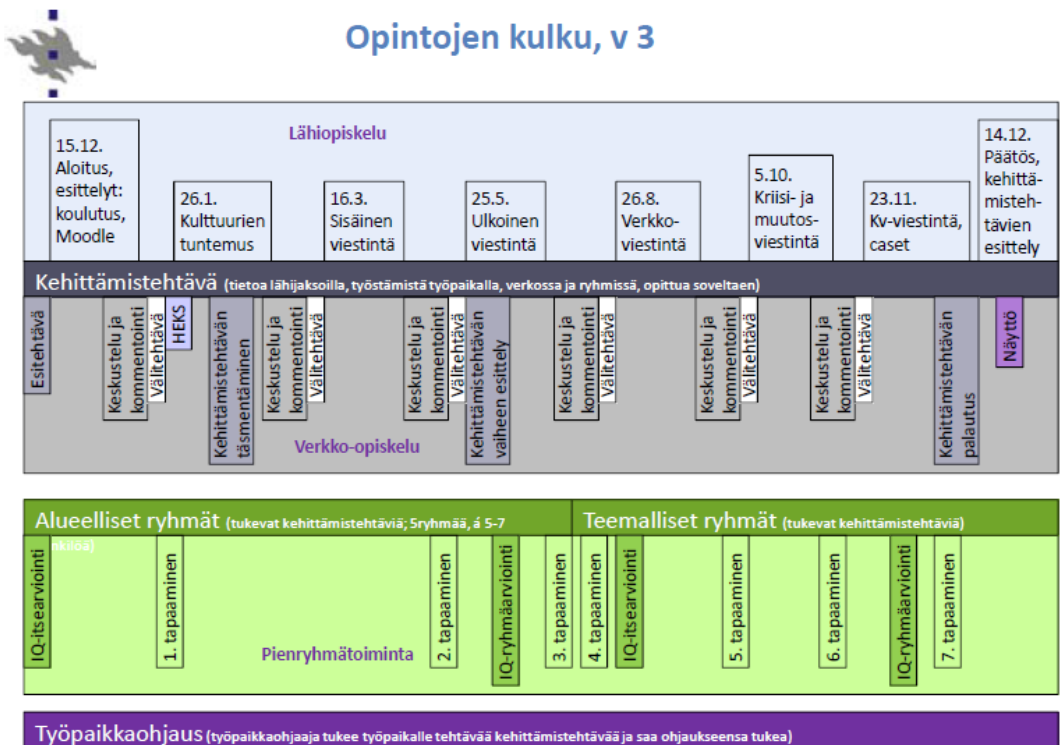 Opintojen kulku, v 3
Lähiopiskelu
15.12.
Aloitus,
esittelyt:
koulutus,
Moodle
26.1.
Kulttuurien
tuntemus
16.3.
Sisäinen
viestintä
25.5.
Ulkoinen
viestintä
26.8.
Verkko-
viestintä
5.10.
Kriisi- ja
muutos-
viestintä
23.11.
Kv-viestintä,
caset
14.12.
Päätös,
kehittä-
misteh-
tävien
esittely
Kehittämistehtävä (tietoa lähijaksoilla, työstämistä työpaikalla, verkossa ja ryhmissä, opittua soveltaen)
Esitehtävä
Keskustelu ja
kommentointi
Välitehtävä
HEKS
Kehittämistehtävän
täsmentäminen
Keskustelu ja
kommentointi
Välitehtävä
Keskustelu ja
kommentointi
Välitehtävä
Kehittämistehtävän
vaiheen esittely
Keskustelu ja
kommentointi
Välitehtävä
Keskustelu ja
kommentointi
Välitehtävä
Keskustelu ja
kommentointi
Välitehtävä
Kehittämistehtävän
palautus
Näyttö
Verkko-opiskelu
Alueelliset ryhmät (tukevat kehittämistehtäviä; 5ryhmää, á 5-7
nkilöä)
Teemalliset ryhmät (tukevat kehittämistehtäviä)
IQ-itsearviointi
1. tapaaminen
2. tapaaminen
IQ-ryhmäarviointi
3. tapaaminen
4. tapaaminen
IQ-itsearviointi
5. tapaaminen
6. tapaaminen
IQ-ryhmäarviointi
7. tapaaminen
Pienryhmätoiminta
Työpaikkaohjaus (työpaikkaohjaaja tukee työpaikalle tehtävää kehittämistehtävää ja saa ohjaukseensa tukea)